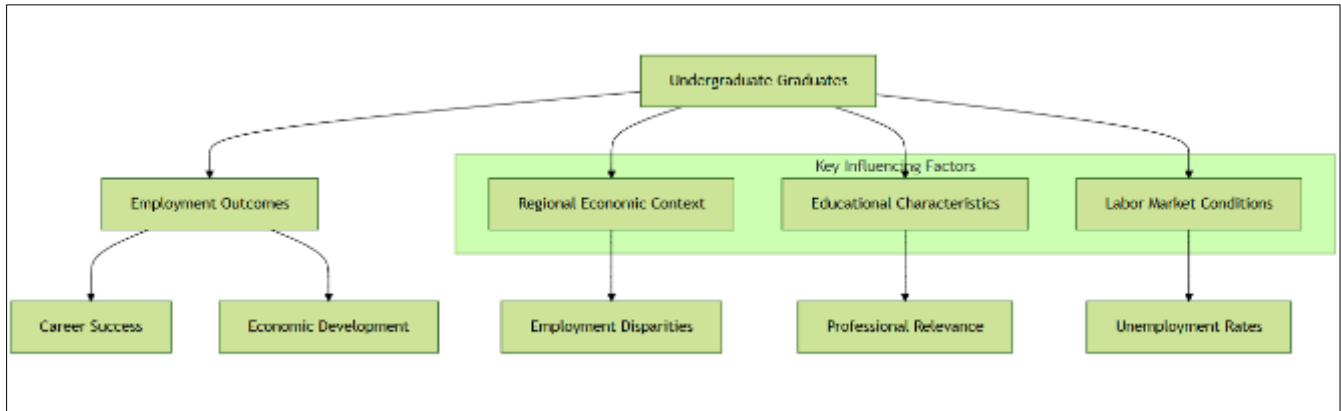 Undergraduate Graduates
Key Influencing Factors
Employment Outcomes
Regional Economic Context
Educational Characteristics
Labor Market Conditions
Career Success
Economic Development
Employment Disparities
Professional Relevance
Unemployment Rates